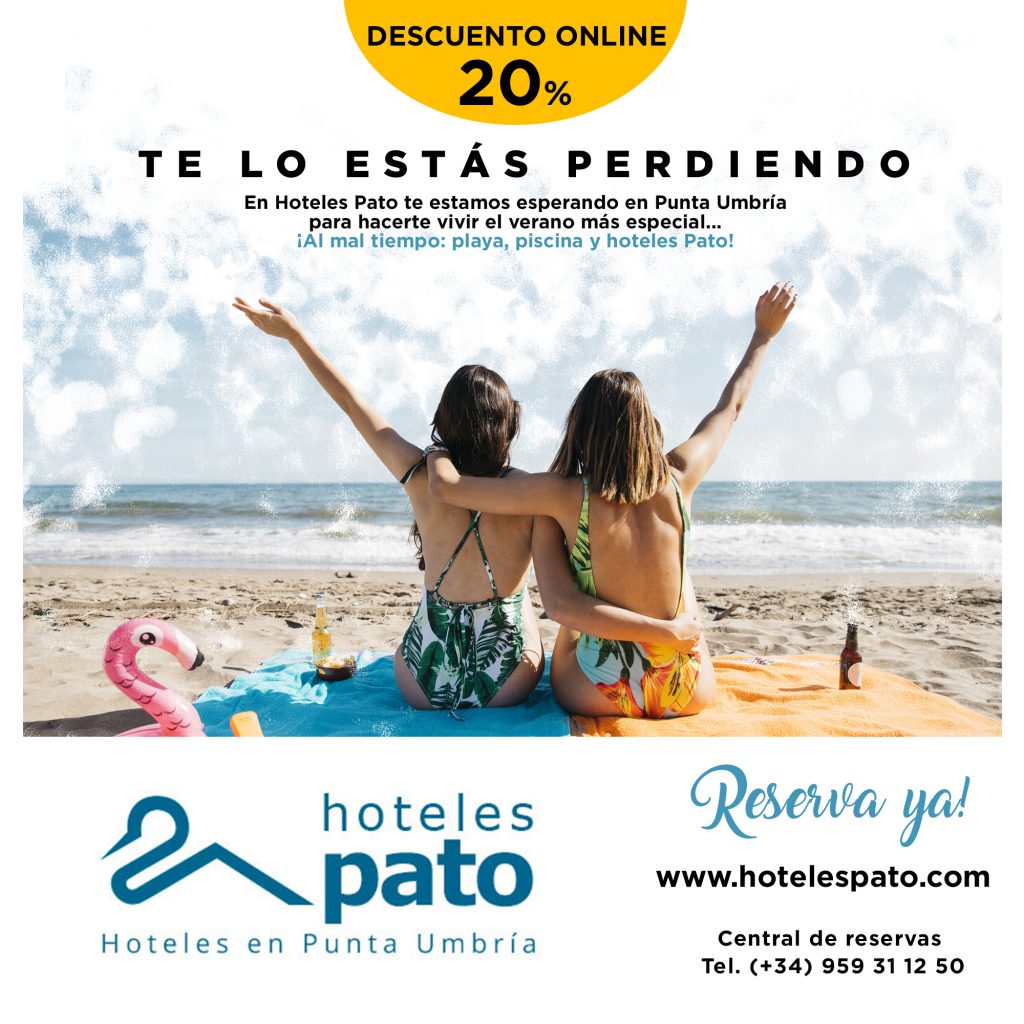 DESCUENTO ONLINE
20%
TE LO ESTÁS PERDIENDO
En Hoteles Pato te estamos esperando en Punta Umbría
para hacerte vivir el verano más especial...
¡Al mal tiempo: playa, piscina y hoteles Pato!
hoteles
pato
Hoteles en Punta Umbría
Reserva ya!
www.hotelespato.com
Central de reservas
Tel. (+34) 959 31 12 50